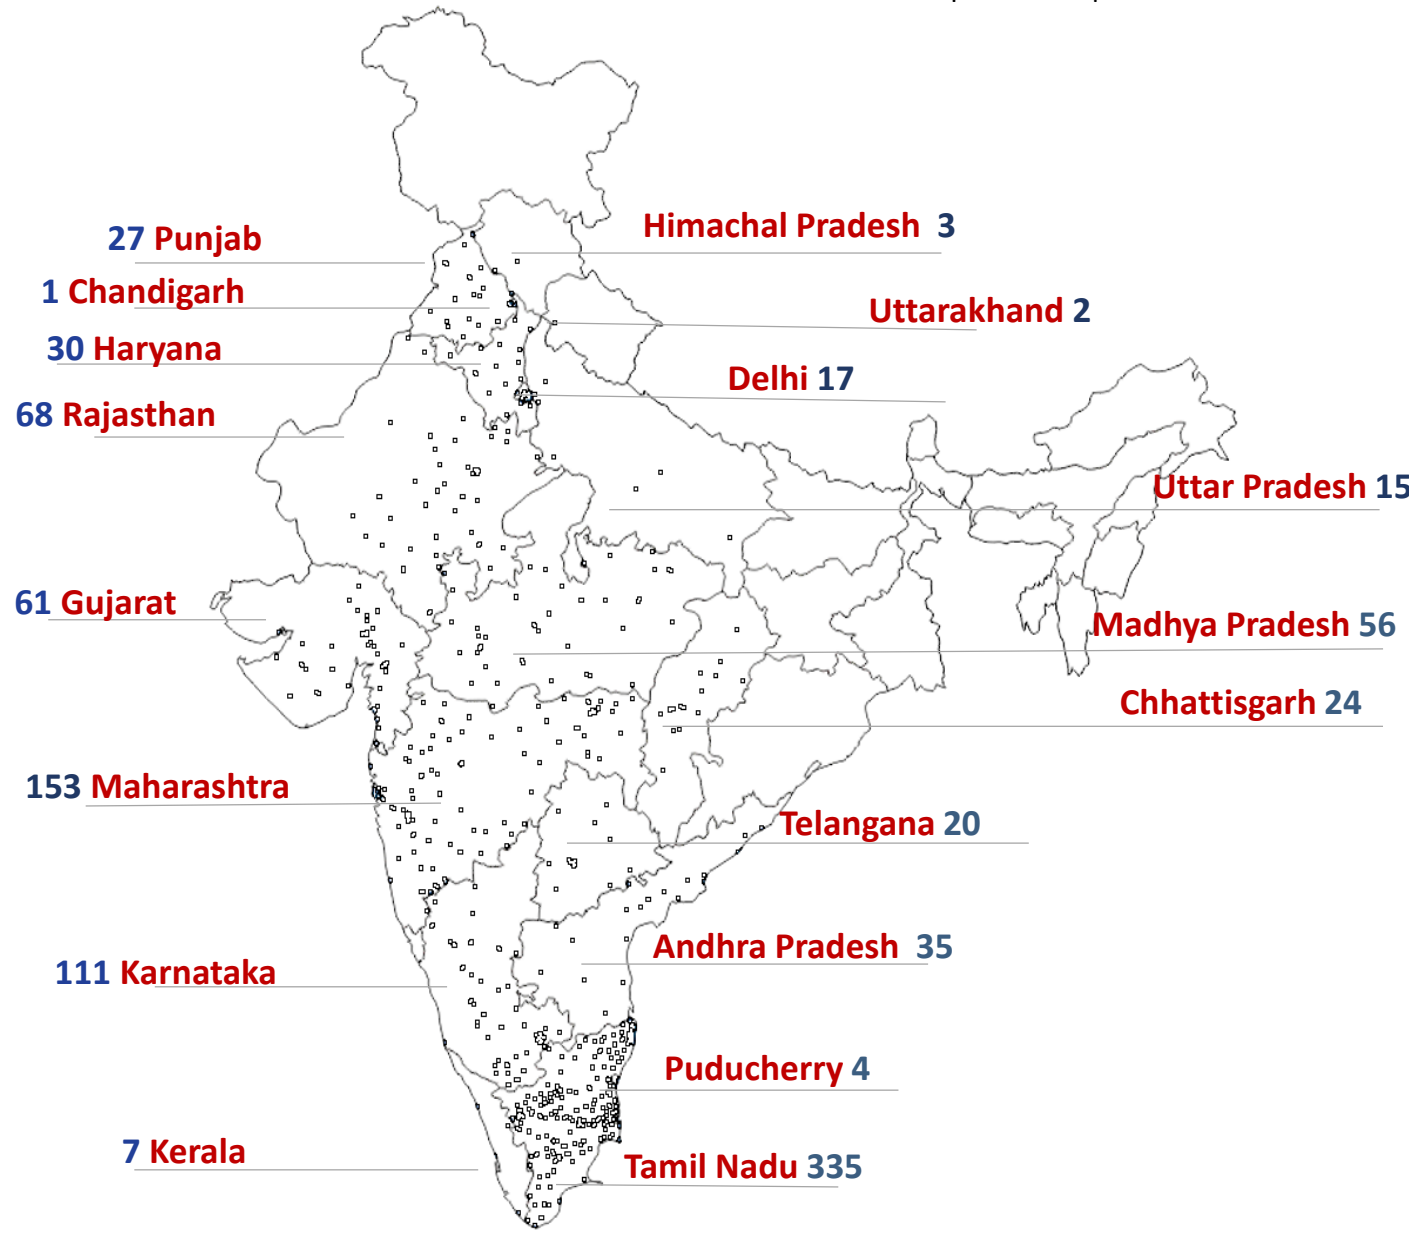 Himachal Pradesh 3
27 Punjab
1 Chandigarh
Uttarakhand 2
30 Haryana
Delhi 17
68 Rajasthan
Uttar Pradesh 15
61 Gujarat
Madhya Pradesh 56
Chhattisgarh 24
153 Maharashtra
Telangana 20
Andhra Pradesh 35
111 Karnataka
Puducherry 4
7 Kerala
Tamil Nadu 335